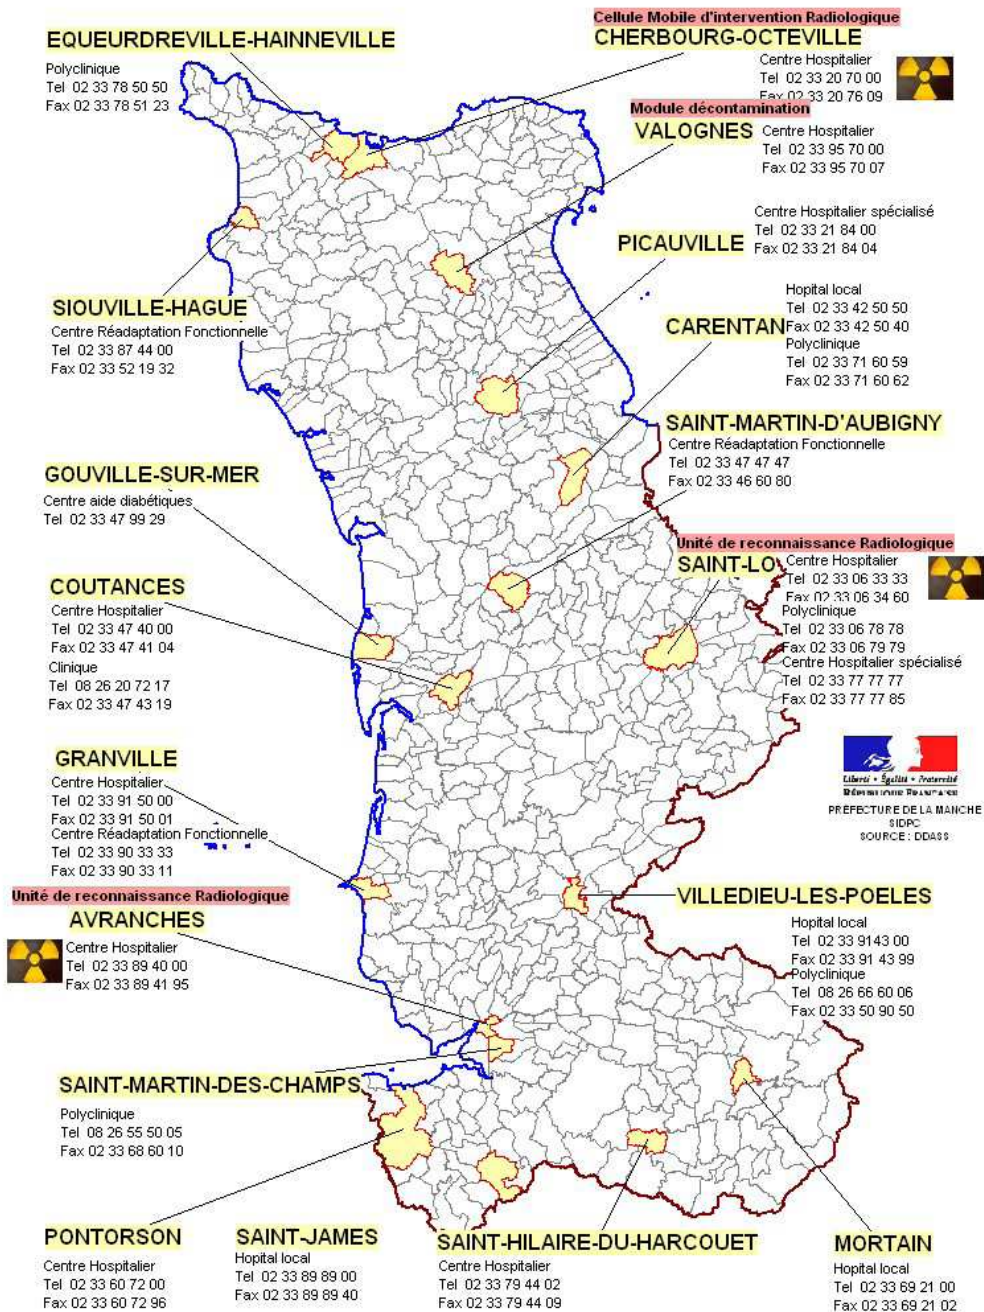 EQUEURDREVILLE-HAINNEVILLE
Polyclinique
Tel 02 33 78 50 50
Fax 02 33 78 51 23
Cellule Mobile d'intervention Radiologique
CHERBOURG-OCTEVILLE
Centre Hospitalier
Tel 02 33 20 70 00
Fax 02 33 20 76 09
Module décontamination
VALOGNES
Centre Hospitalier
Tel 02 33 95 70 00
Fax 02 33 95 70 07
PICAUVILLE
Centre Hospitalier spécialisé
Tel 02 33 21 84 00
Fax 02 33 21 84 04
SIOUVILLE-HAGUE
Centre Réadaptation Fonctionnelle
Tel 02 33 87 44 00
Fax 02 33 52 19 32
CARENTAN
Hopital local
Tel 02 33 42 50 50
Fax 02 33 42 50 40
Polyclinique
Tel 02 33 71 60 59
Fax 02 33 71 60 62
SAINT-MARTIN-D'AUBIGNY
Centre Réadaptation Fonctionnelle
Tel 02 33 47 47 47
Fax 02 33 46 60 80
GOUVILLE-SUR-MER
Centre aide diabétiques
Tel 02 33 47 99 29
Unité de reconnaissance Radiologique
SAINT-LO
Centre Hospitalier
Tel 02 33 06 33 33
Fax 02 33 06 34 60
Polyclinique
Tel 02 33 06 78 78
Fax 02 33 06 79 79
Centre Hospitalier spécialisé
Tel 02 33 77 77 77
Fax 02 33 77 77 85
COUTANCES
Centre Hospitalier
Tel 02 33 47 40 00
Fax 02 33 47 41 04
Clinique
Tel 08 26 20 72 17
Fax 02 33 47 43 19
GRANVILLE
Centre Hospitalier
Tel 02 33 91 50 00
Fax 02 33 91 50 01
Centre Réadaptation Fonctionnelle
Tel 02 33 90 33 33
Fax 02 33 90 33 11
Liberté • Égalité • Fraternité
RÉPUBLIQUE FRANÇAISE
PREFECTURE DE LA MANCHE
SIDPC
SOURCE : DDASS
Unité de reconnaissance Radiologique
AVRANCHES
Centre Hospitalier
Tel 02 33 89 40 00
Fax 02 33 89 41 95
VILLEDIEU-LES-POELES
Hopital local
Tel 02 33 9143 00
Fax 02 33 91 43 99
Polyclinique
Tel 08 26 66 60 06
Fax 02 33 50 90 50
SAINT-MARTIN-DES-CHAMPS
Polyclinique
Tel 08 26 55 50 05
Fax 02 33 68 60 10
PONTORSON
Centre Hospitalier
Tel 02 33 60 72 00
Fax 02 33 60 72 96
SAINT-JAMES
Hopital local
Tel 02 33 89 89 00
Fax 02 33 89 89 40
SAINT-HILAIRE-DU-HARCOUET
Centre Hospitalier
Tel 02 33 79 44 02
Fax 02 33 79 44 09
MORTAIN
Hopital local
Tel 02 33 69 21 00
Fax 02 33 69 21 02